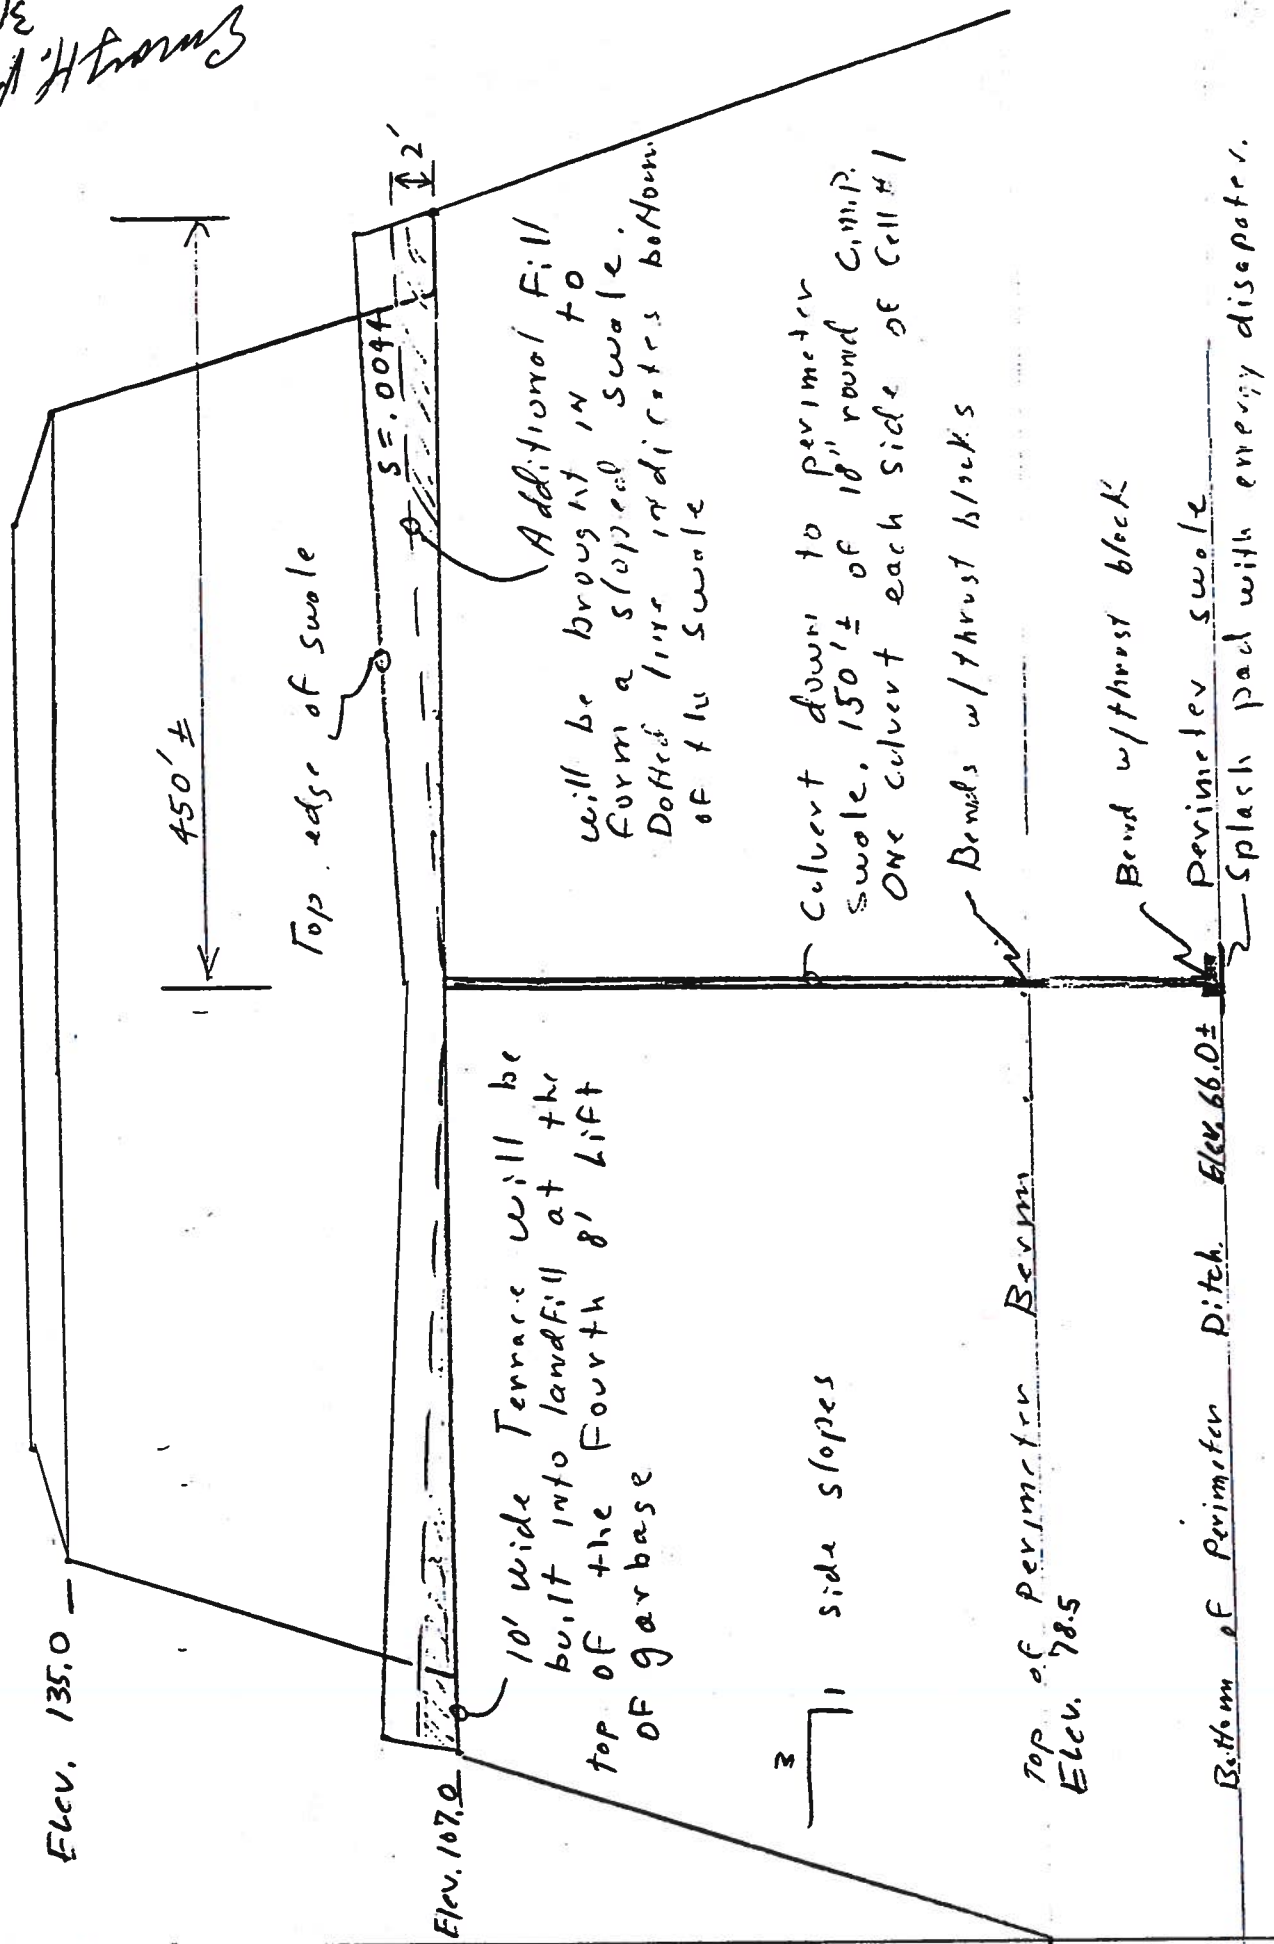 Elev. 135.0
450'±
Top edge of swale
S = .0044
2'
Elev. 107.0
10' wide Terrace will be
built into landfill at the
top of the Fourth 8' Lift
of garbage
Additional Fill
will be brought in to
form a sloped swale.
Dotted line indicates bottom
of the swale
3
1
side slopes
Culvert down to perimeter
swale, 150'± of 18" round C.M.P.
One culvert each side of Cell #1
Bends w/thrust blocks
Top of Perimeter Berm
Elev. 78.5
Bend w/thrust block
Perimeter swale
Bottom of Perimeter Ditch. Elev. 66.0±
Splash pad with energy disapater.